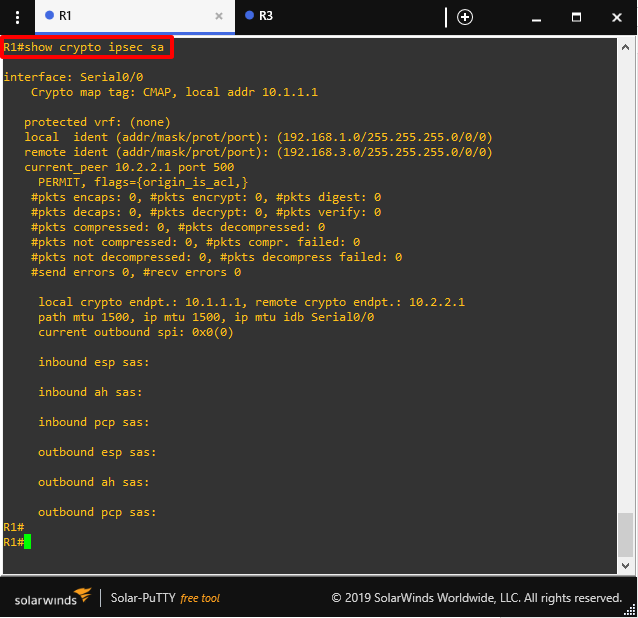 R1
R3
R1#show crypto ipsec sa
interface: Serial0/0
Crypto map tag: CMAP, local addr 10.1.1.1
protected vrf: (none)
local  ident (addr/mask/prot/port): (192.168.1.0/255.255.255.0/0/0)
remote ident (addr/mask/prot/port): (192.168.3.0/255.255.255.0/0/0)
current_peer 10.2.2.1 port 500
PERMIT, flags={origin_is_acl,}
#pkts encaps: 0, #pkts encrypt: 0, #pkts digest: 0
#pkts decaps: 0, #pkts decrypt: 0, #pkts verify: 0
#pkts compressed: 0, #pkts decompressed: 0
#pkts not compressed: 0, #pkts compr. failed: 0
#pkts not decompressed: 0, #pkts decompress failed: 0
#send errors 0, #recv errors 0
local crypto endpt.: 10.1.1.1, remote crypto endpt.: 10.2.2.1
path mtu 1500, ip mtu 1500, ip mtu idb Serial0/0
current outbound spi: 0x0(0)
inbound esp sas:
inbound ah sas:
inbound pcp sas:
outbound esp sas:
outbound ah sas:
outbound pcp sas:
R1#
R1#
solarwinds Solar-PuTTY free tool © 2019 SolarWinds Worldwide, LLC. All rights reserved.